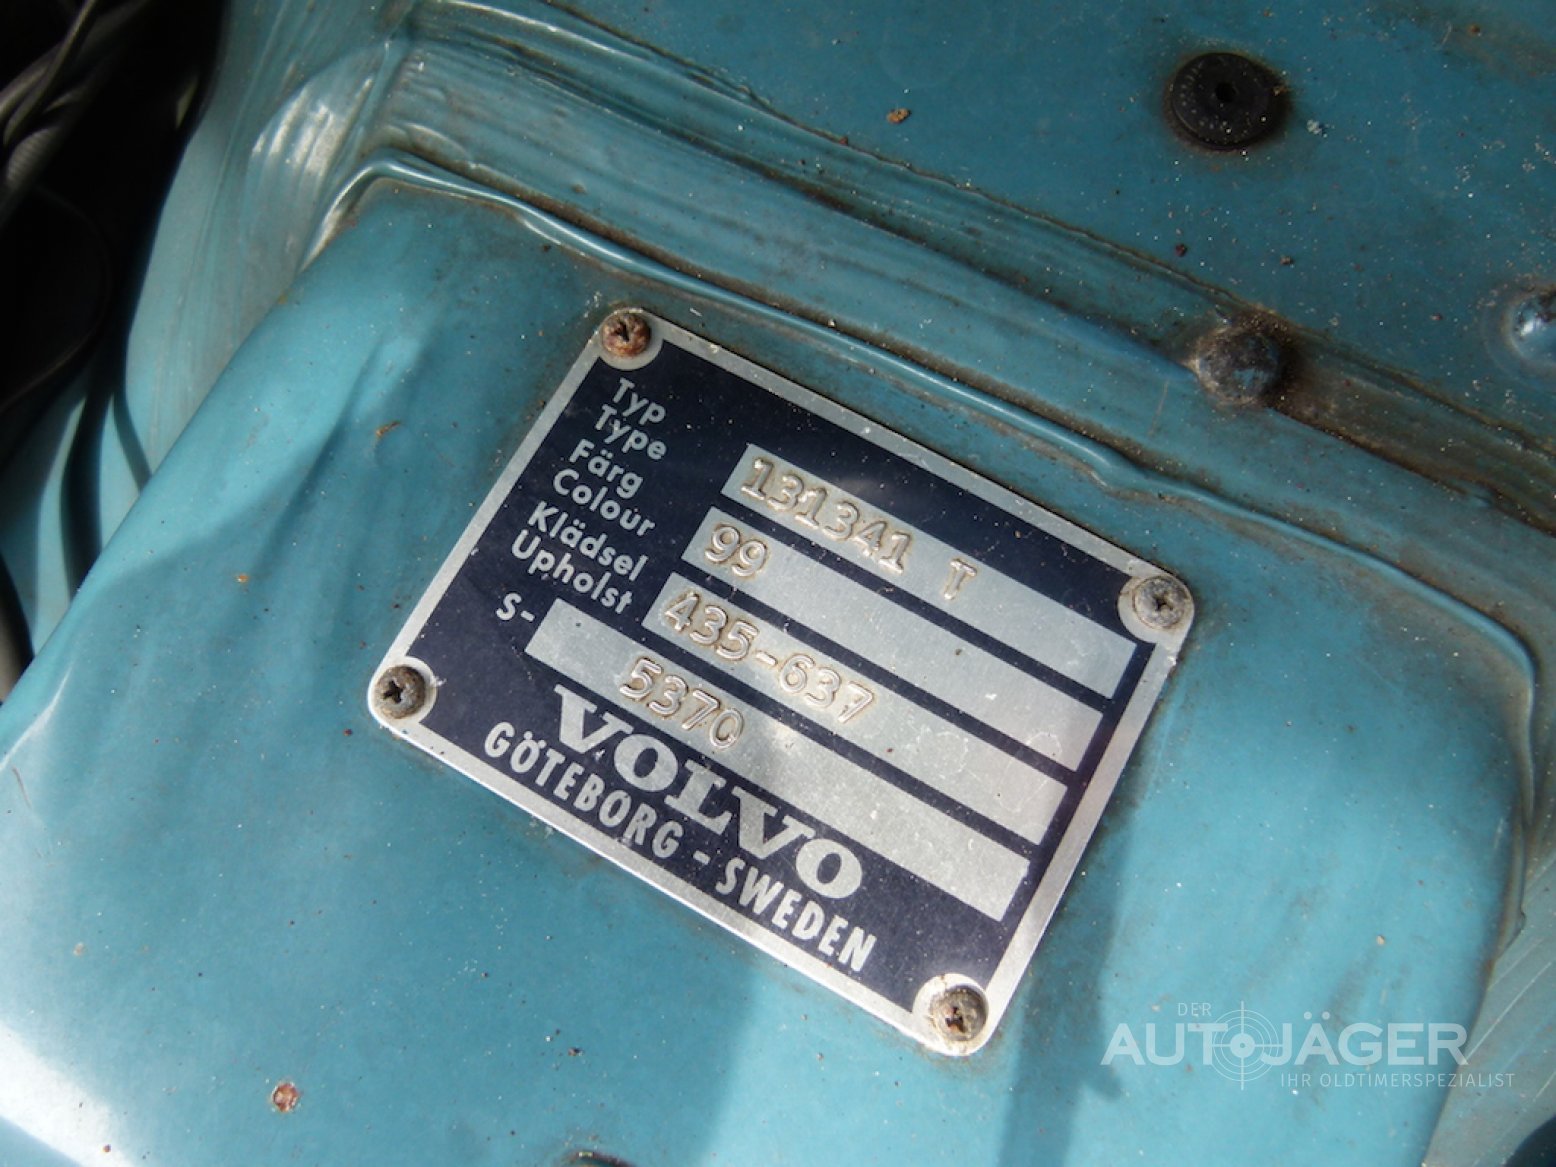 Typ
Type
131341 T
Färg
Colour
99
Klädsel
Upholst
435-637
S-
5370
VOLVO
GÖTEBORG - SWEDEN
DER
AUTOJÄGER
IHR OLDTIMERSPEZIALIST